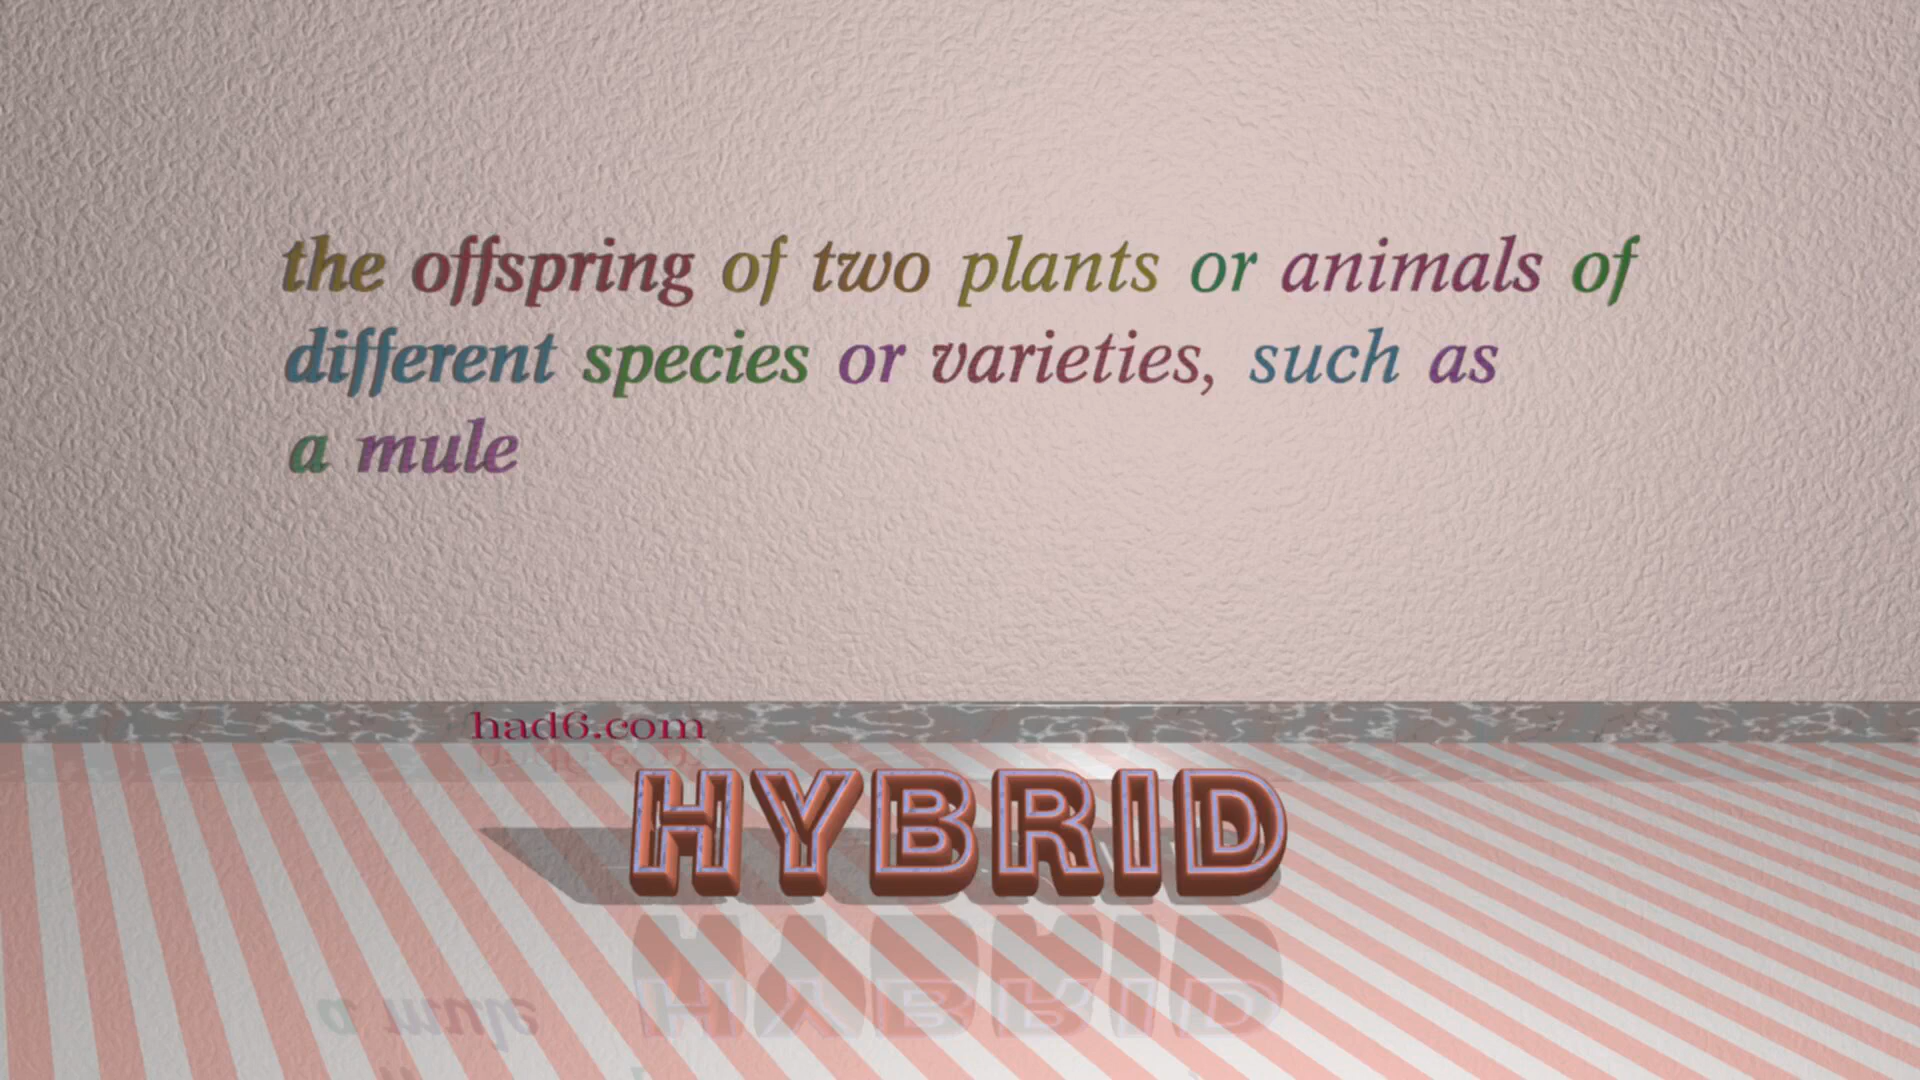 the offspring of two plants or animals of
different species or varieties, such as
a mule
had6.com
HYBRID